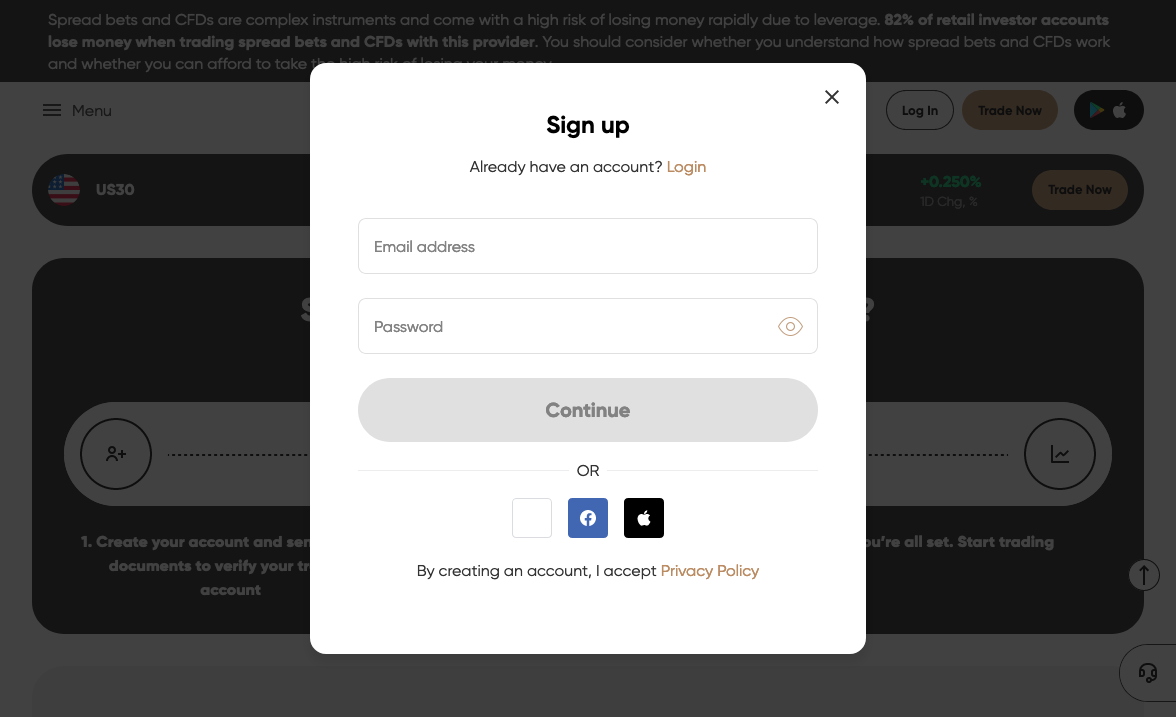 Spread bets and CFDs are complex instruments and come with a high risk of losing money rapidly due to leverage. 82% of retail investor accounts
lose money when trading spread bets and CFDs with this provider. You should consider whether you understand how spread bets and CFDs work
and whether you can afford to take the high risk of losing your money.
Menu
Log In
Trade Now
US30
+0.250%
1D Chg, %
Trade Now
Sign up
Already have an account? Login
Email address
Password
Continue
OR
By creating an account, I accept Privacy Policy
S
?
1. Create your account and sen
documents to verify your tr
account
ou're all set. Start trading